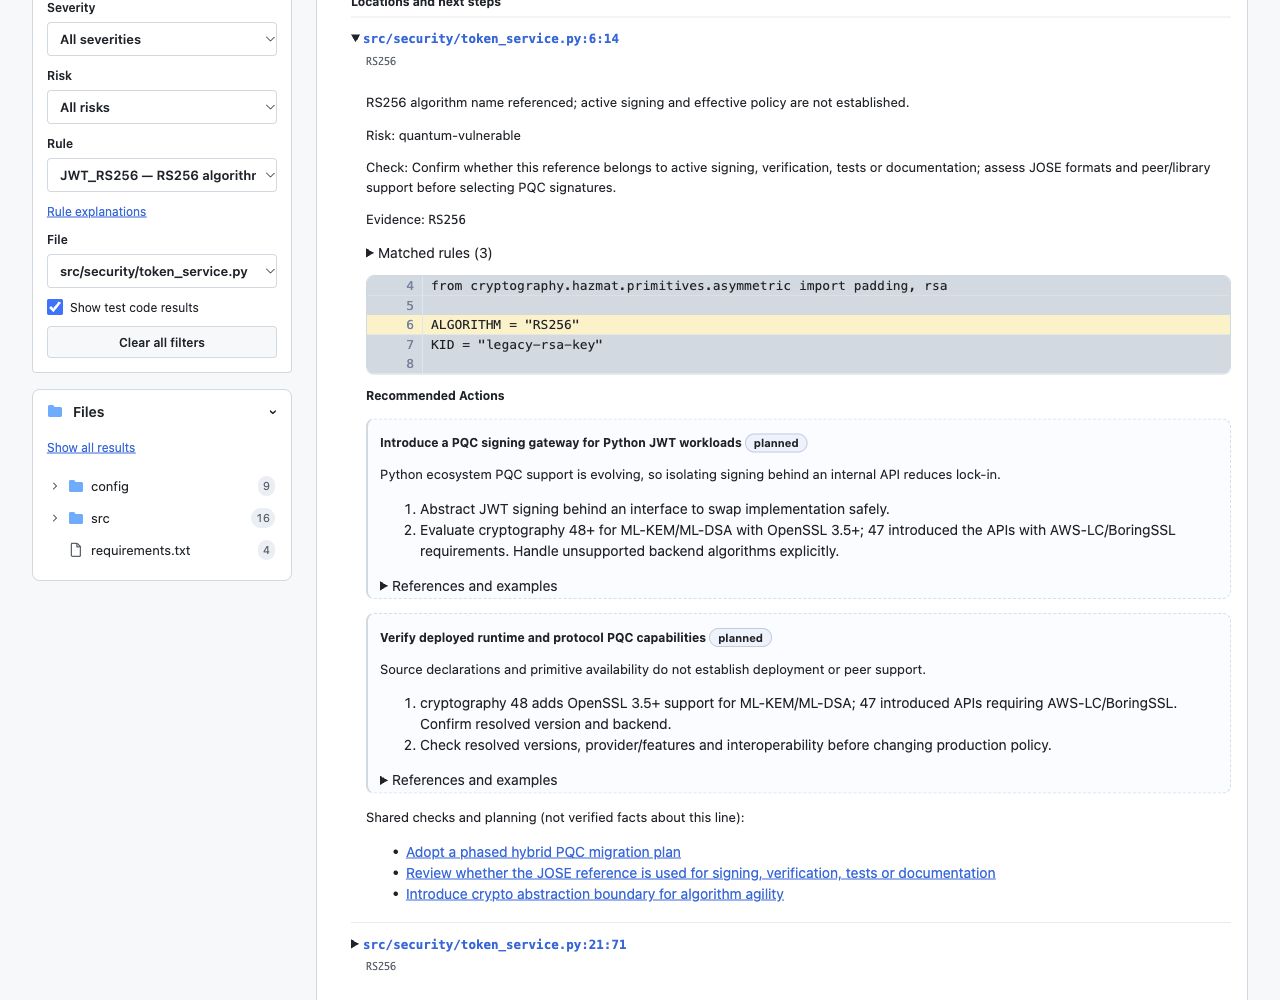 Severity
All severities
Risk
All risks
Rule
JWT_RS256 — RS256 algorithr
Rule explanations
File
src/security/token_service.py
Show test code results
Clear all filters
Files
Show all results
config 9
src 16
requirements.txt 4
Locations and next steps
src/security/token_service.py:6:14
RS256
RS256 algorithm name referenced; active signing and effective policy are not established.
Risk: quantum-vulnerable
Check: Confirm whether this reference belongs to active signing, verification, tests or documentation; assess JOSE formats and peer/library
support before selecting PQC signatures.
Evidence: RS256
Matched rules (3)
4 from cryptography.hazmat.primitives.asymmetric import padding, rsa
5
6 ALGORITHM = "RS256"
7 KID = "legacy-rsa-key"
8
Recommended Actions
Introduce a PQC signing gateway for Python JWT workloads planned
Python ecosystem PQC support is evolving, so isolating signing behind an internal API reduces lock-in.
1. Abstract JWT signing behind an interface to swap implementation safely.
2. Evaluate cryptography 48+ for ML-KEM/ML-DSA with OpenSSL 3.5+; 47 introduced the APIs with AWS-LC/BoringSSL
requirements. Handle unsupported backend algorithms explicitly.
References and examples
Verify deployed runtime and protocol PQC capabilities planned
Source declarations and primitive availability do not establish deployment or peer support.
1. cryptography 48 adds OpenSSL 3.5+ support for ML-KEM/ML-DSA; 47 introduced APIs requiring AWS-LC/BoringSSL.
Confirm resolved version and backend.
2. Check resolved versions, provider/features and interoperability before changing production policy.
References and examples
Shared checks and planning (not verified facts about this line):
• Adopt a phased hybrid PQC migration plan
• Review whether the JOSE reference is used for signing, verification, tests or documentation
• Introduce crypto abstraction boundary for algorithm agility
src/security/token_service.py:21:71
RS256